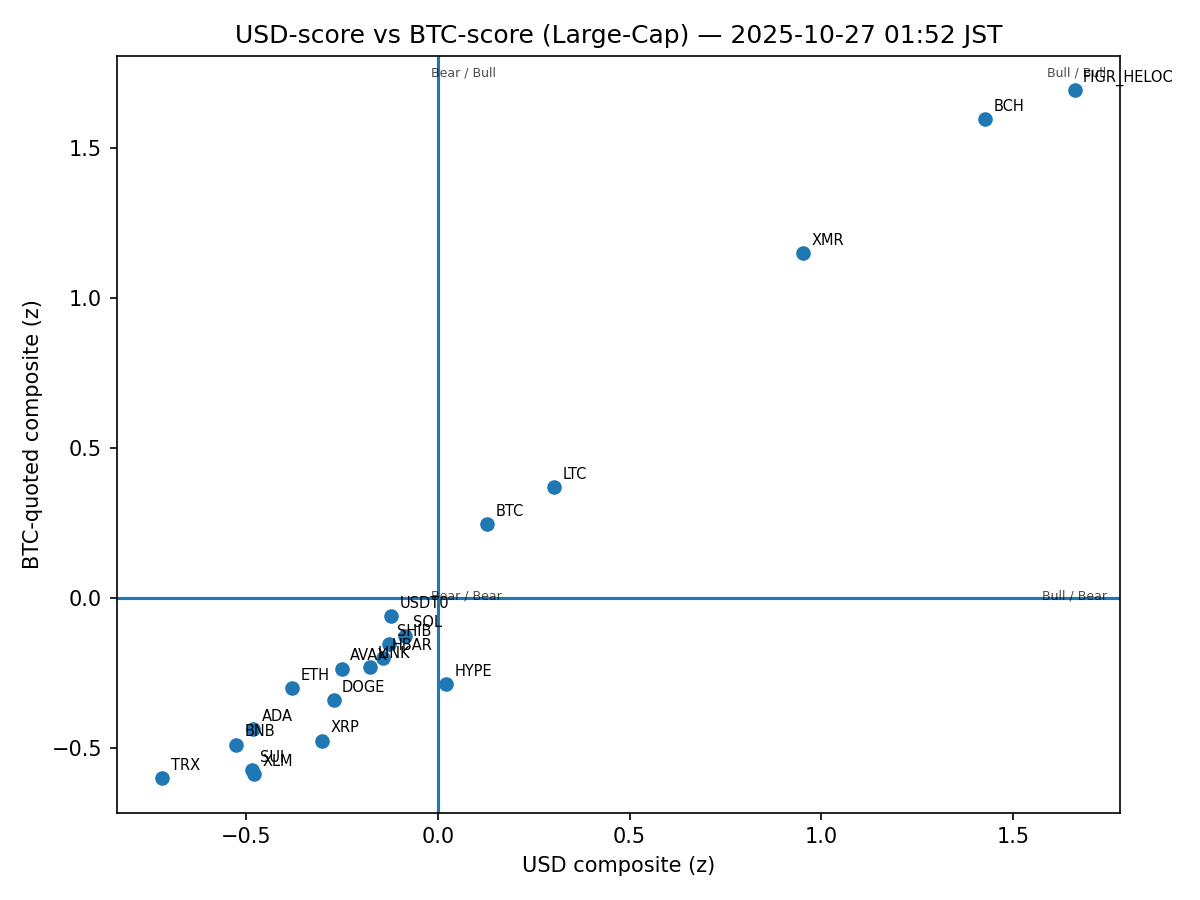 USD-score vs BTC-score (Large-Cap) — 2025-10-27 01:52 JST
Bear / Bull
Bull / Bull
FIGR_HELOC
BCH
1.5
XMR
1.0
BTC-quoted composite (z)
0.5
LTC
BTC
0.0
Bear / Bear
Bull / Bear
USDT0
SOL
SHIB
HBAR
LINK
AVAX
HYPE
ETH
DOGE
ADA
BNB
XRP
−0.5
SUI
XLM
TRX
−0.5
0.0
0.5
1.0
1.5
USD composite (z)